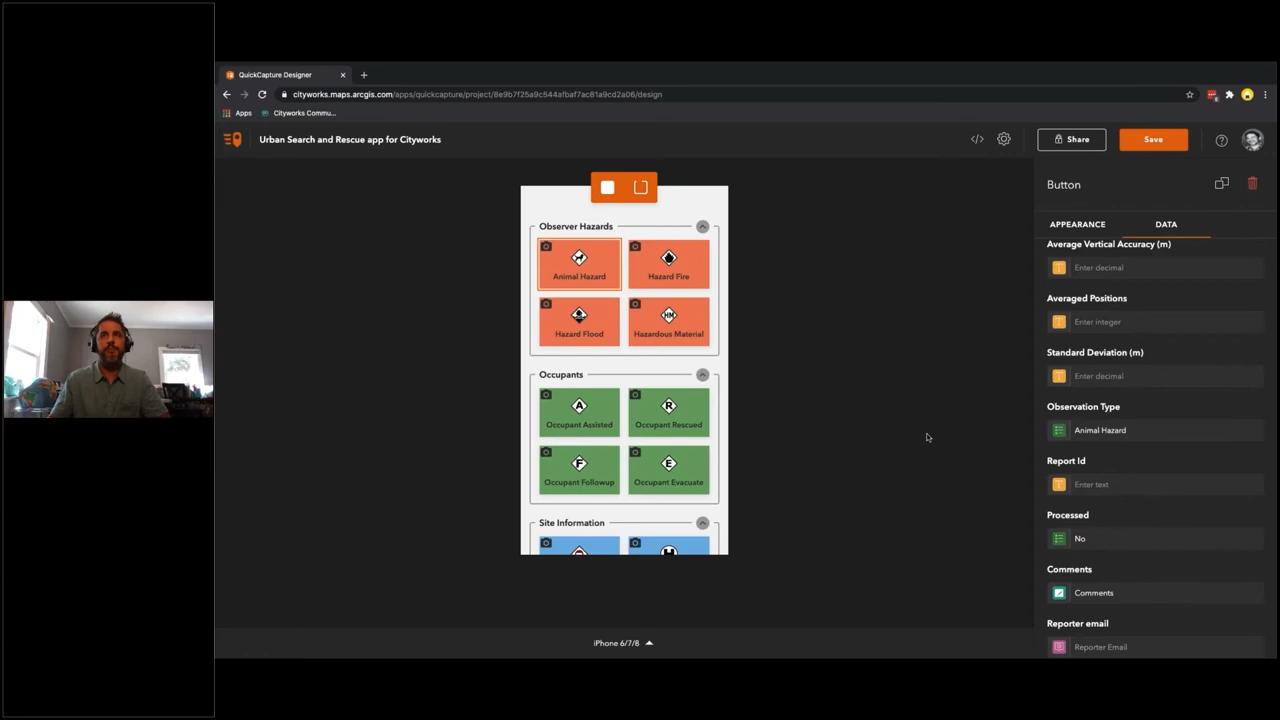 QuickCapture Designer
cityworks.maps.arcgis.com/apps/quickcapture/project/8e9b7f25a9c544afbaf7ac81a9cd2a06/design
Apps
Cityworks Commu...
Urban Search and Rescue app for Cityworks
Share
Save
Button
APPEARANCE
DATA
Observer Hazards
Animal Hazard
Hazard Fire
Hazard Flood
HM
Hazardous Material
Occupants
A
Occupant Assisted
R
Occupant Rescued
F
Occupant Followup
E
Occupant Evacuate
Site Information
iPhone 6/7/8
Average Vertical Accuracy (m)
Enter decimal
Averaged Positions
Enter integer
Standard Deviation (m)
Enter decimal
Observation Type
Animal Hazard
Report Id
Enter text
Processed
No
Comments
Comments
Reporter email
Reporter Email